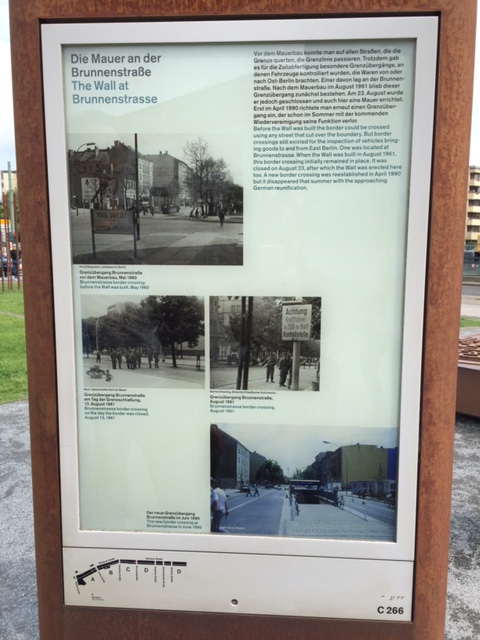 Die Mauer an der
Brunnenstraße
The Wall at
Brunnenstrasse
Vor dem Mauerbau konnte man auf allen Straßen, die die
Grenze querten, die Grenzlinie passieren. Trotzdem gab
es für die Zollabfertigung besondere Grenzübergänge, an
denen Fahrzeuge kontrolliert wurden, die Waren von oder
nach Ost-Berlin brachten. Einer davon lag an der Brunnen-
straße. Nach dem Mauerbau im August 1961 blieb dieser
Grenzübergang zunächst bestehen. Am 23. August wurde
er jedoch geschlossen und auch hier eine Mauer errichtet.
Erst im April 1990 richtete man erneut einen Grenzüber-
gang ein, der schon im Sommer mit der kommenden
Wiedervereinigung seine Funktion verlor.
Before the Wall was built the border could be crossed
using any street that cut over the boundary. But border
crossings still existed for the inspection of vehicles bring-
ing goods to and from East Berlin. One was located at
Brunnenstrasse. When the Wall was built in August 1961,
this border crossing initially remained in place. It was
closed on August 23, after which the Wall was erected here
too. A new border crossing was reestablished in April 1990
but it disappeared that summer with the approaching
German reunification.
Grenzübergang Brunnenstraße
vor dem Mauerbau, Mai 1960
Brunnenstrasse border crossing
before the Wall was built, May 1960
Grenzübergang Brunnenstraße
am Tag der Grenzschließung,
13. August 1961
Brunnenstrasse border crossing
on the day the border was closed,
August 13, 1961
Achtung
Kraftfahrer
Kontrollstelle
Grenzübergang Brunnenstraße,
August 1961
Brunnenstrasse border crossing,
August 1961
Der neue Grenzübergang
Brunnenstraße im Juni 1990
The new border crossing at
Brunnenstrasse in June 1990
A B C D D
C 266